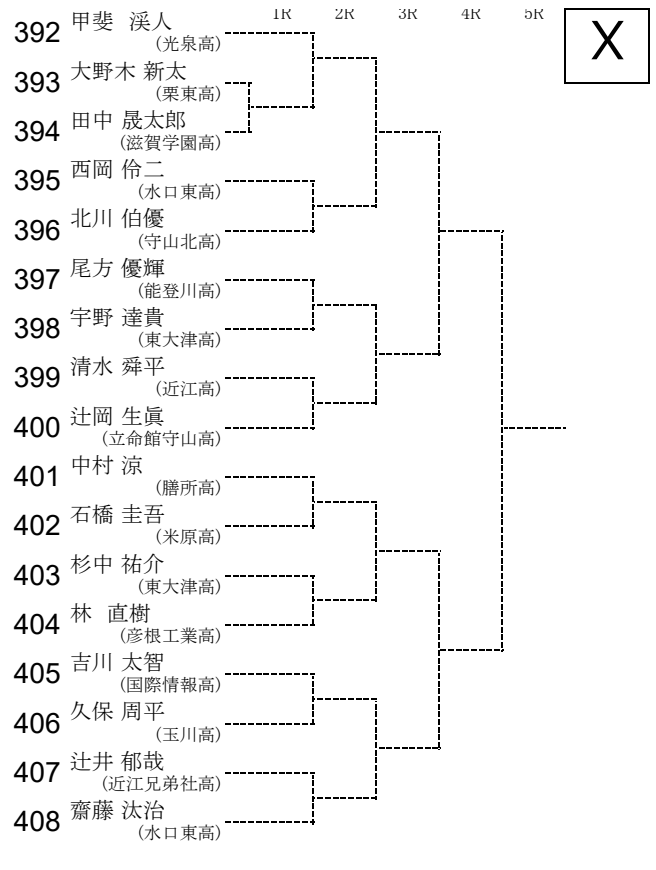 1R 2R 3R 4R 5R
X
392 甲斐 渓人
(光泉高)
393 大野木 新太
(栗東高)
394 田中 晟太郎
(滋賀学園高)
395 西岡 伶二
(水口東高)
396 北川 伯優
(守山北高)
397 尾方 優輝
(能登川高)
398 宇野 達貴
(東大津高)
399 清水 舜平
(近江高)
400 辻岡 生眞
(立命館守山高)
401 中村 涼
(膳所高)
402 石橋 圭吾
(米原高)
403 杉中 祐介
(東大津高)
404 林 直樹
(彦根工業高)
405 吉川 太智
(国際情報高)
406 久保 周平
(玉川高)
407 辻井 郁哉
(近江兄弟社高)
408 齋藤 汰治
(水口東高)